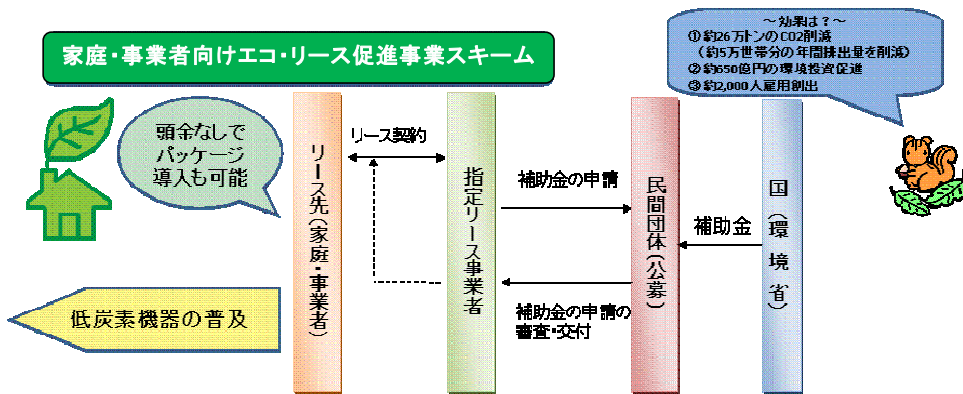 家庭・事業者向けエコ・リース促進事業スキーム
～効果は？～
①約26万トンのCO2削減
（約5万世帯分の年間排出量を削減）
②約650億円の環境投資促進
③約2,000人雇用創出
頭金なしで
パッケージ
導入も可能
リース先（家庭・事業者）
リース契約
指定リース事業者
補助金の申請
補助金の申請の
審査・交付
民間団体（公募）
補助金
国（環境省）
低炭素機器の普及